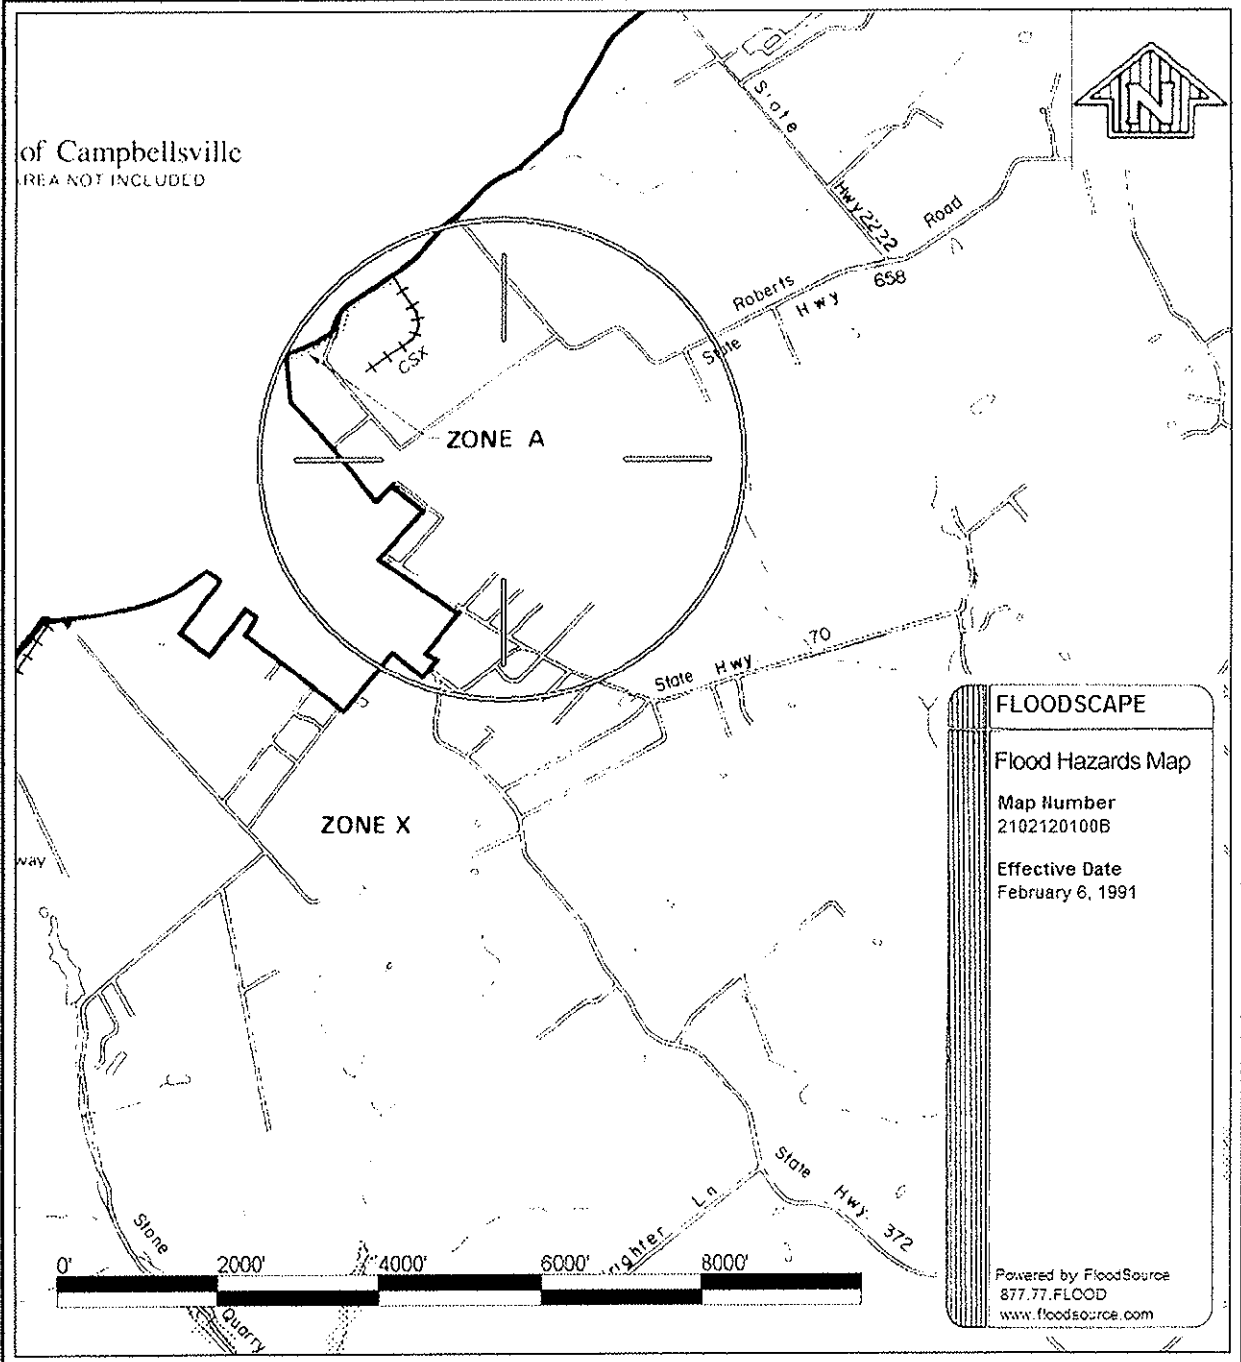 of Campbellsville
AREA NOT INCLUDED
N
State
Hwy 2222
Road
Roberts
658
State Hwy
CSX
ZONE A
70
State Hwy
FLOODSCAPE
Flood Hazards Map
Map Number
2102120100B
Effective Date
February 6, 1991
ZONE X
way
State Hwy. 372
Ln
righter
Stone
Quarry
0' 2000' 4000' 6000' 8000'
Powered by FloodSource
877.77.FLOOD
www.floodsource.com